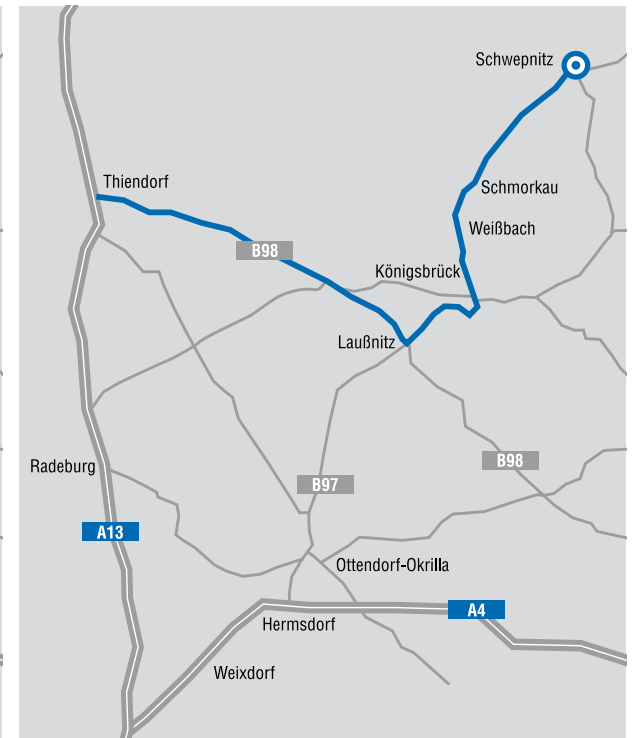 Schwepnitz
Thiendorf
Schmorkau
Weißbach
B98
Königsbrück
Laußnitz
Radeburg
B98
B97
A13
Ottendorf-Okrilla
A4
Hermsdorf
Weixdorf